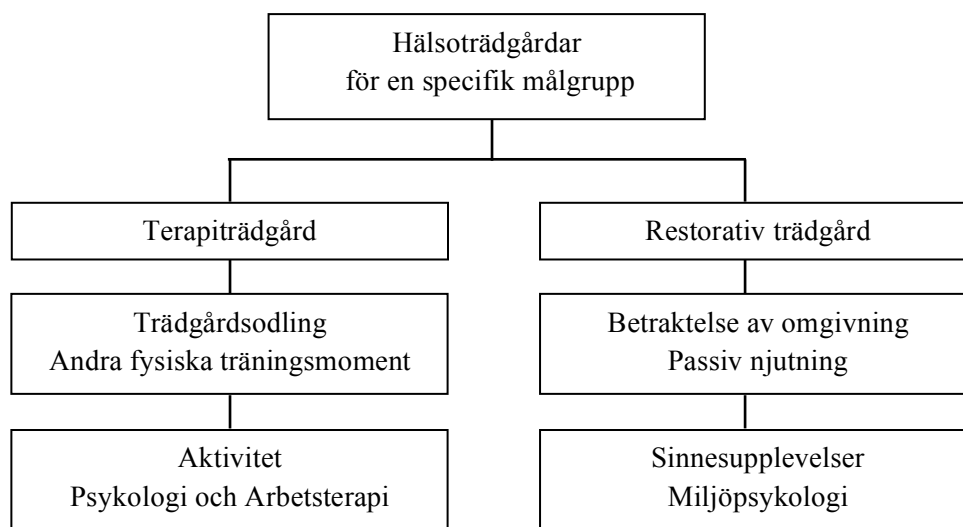 Hälsoträdgårdar
för en specifik målgrupp
Terapiträdgård
Restorativ trädgård
Trädgårdsodling
Andra fysiska träningsmoment
Betraktelse av omgivning
Passiv njutning
Aktivitet
Psykologi och Arbetsterapi
Sinnesupplevelser
Miljöpsykologi